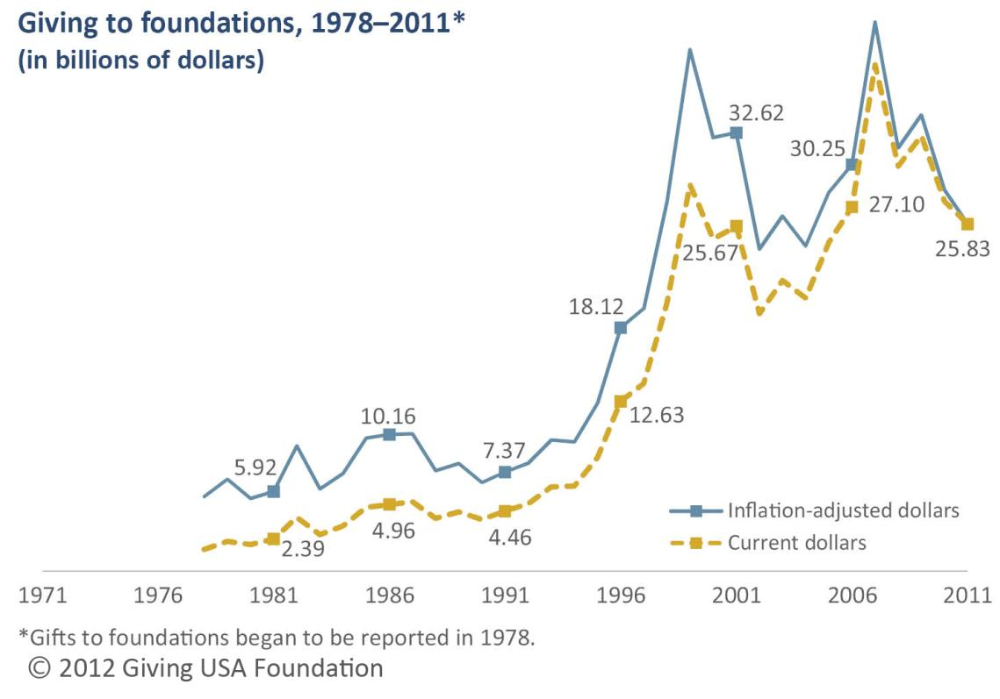 Giving to foundations, 1978–2011*
(in billions of dollars)
32.62
30.25
27.10
25.67
25.83
18.12
12.63
10.16
7.37
5.92
4.96
4.46
2.39
Inflation-adjusted dollars
Current dollars
1971 1976 1981 1986 1991 1996 2001 2006 2011
*Gifts to foundations began to be reported in 1978.
© 2012 Giving USA Foundation